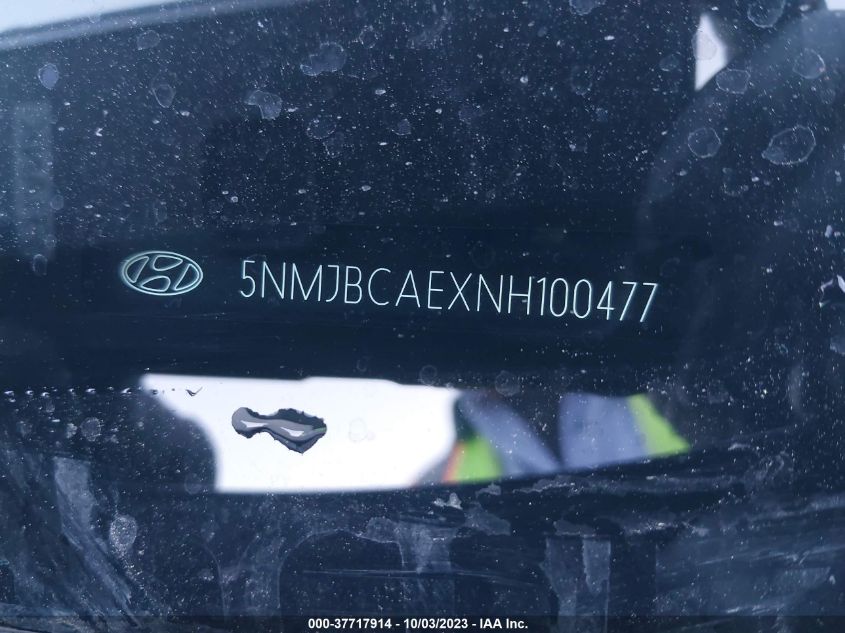 5NMJBCAEXNH100477
000-37717914 - 10/03/2023 - IAA Inc.